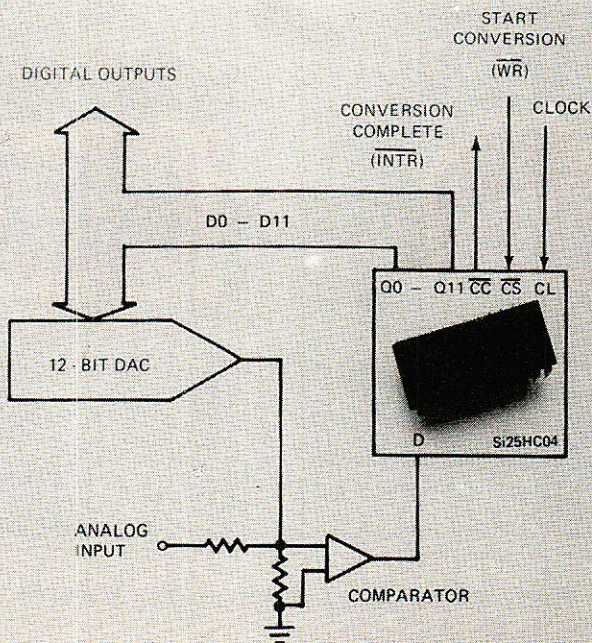 START
CONVERSION
(WR)
DIGITAL OUTPUTS
CONVERSION
COMPLETE
(INTR)
CLOCK
D0 – D11
Q0 – Q11 CC CS CL
12-BIT DAC
D
Si25HC04
ANALOG
INPUT
COMPARATOR